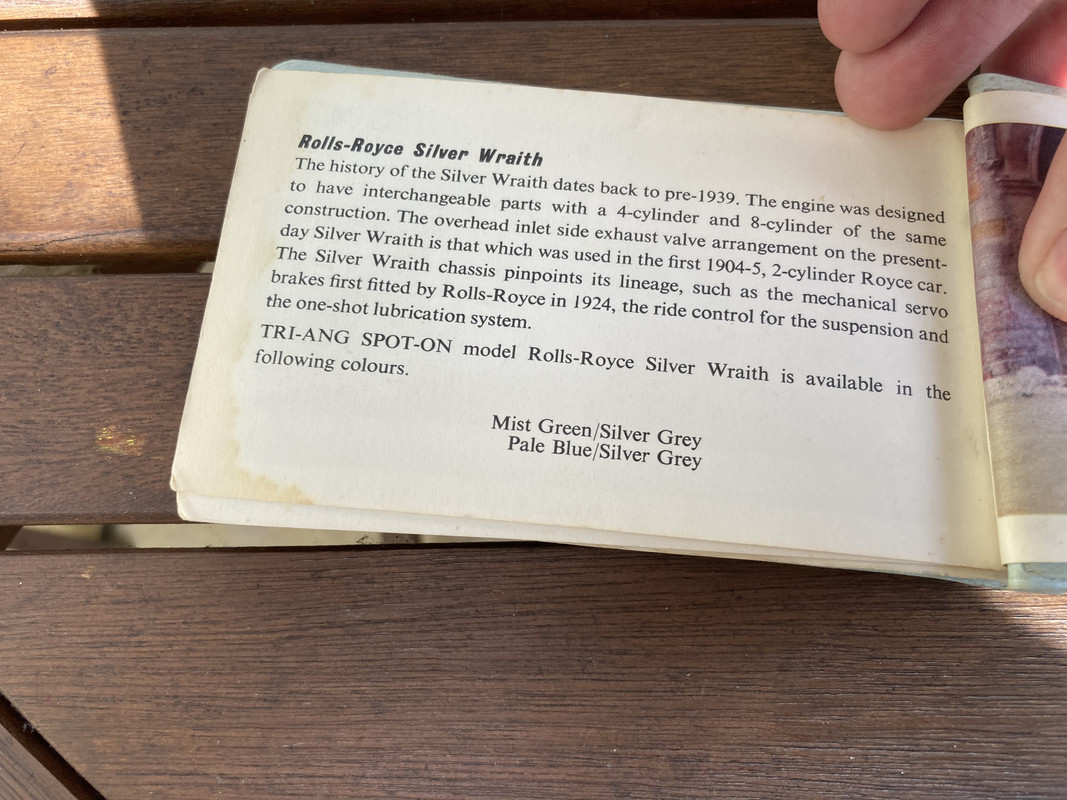 Rolls-Royce Silver Wraith
The history of the Silver Wraith dates back to pre-1939. The engine was designed
to have interchangeable parts with a 4-cylinder and 8-cylinder of the same
construction. The overhead inlet side exhaust valve arrangement on the present-
day Silver Wraith is that which was used in the first 1904-5, 2-cylinder Royce car.
The Silver Wraith chassis pinpoints its lineage, such as the mechanical servo
brakes first fitted by Rolls-Royce in 1924, the ride control for the suspension and
the one-shot lubrication system.
TRI-ANG SPOT-ON model Rolls-Royce Silver Wraith is available in the
following colours.
Mist Green/Silver Grey
Pale Blue/Silver Grey